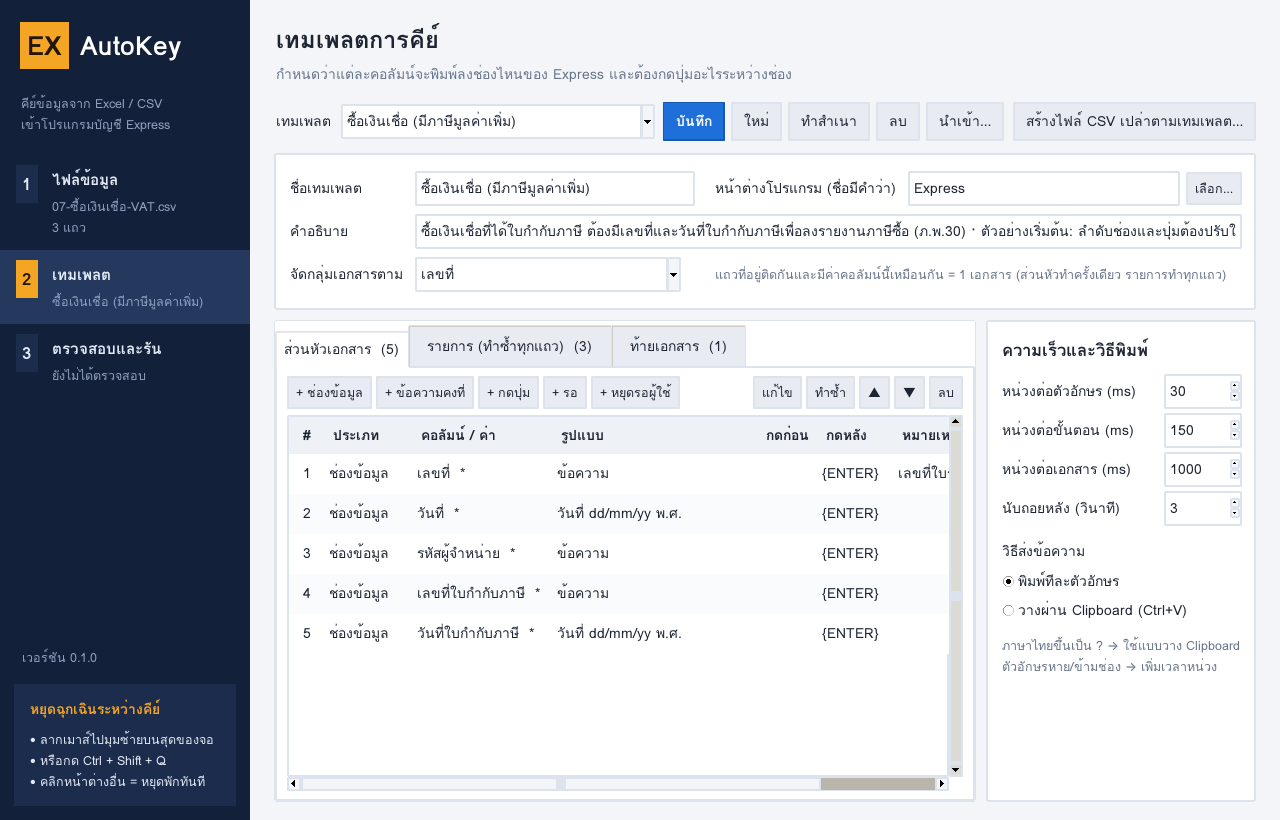 EX AutoKey
คีย์ข้อมูลจาก Excel / CSV
เข้าโปรแกรมบัญชี Express
1 ไฟล์ข้อมูล
07-ซื้อเงินเชื่อ-VAT.csv
3 แถว
2 เทมเพลต
ซื้อเงินเชื่อ (มีภาษีมูลค่าเพิ่ม)
3 ตรวจสอบและรัน
ยังไม่ได้ตรวจสอบ
เวอร์ชัน 0.1.0
หยุดฉุกเฉินระหว่างคีย์
• ลากเมาส์ไปมุมซ้ายบนสุดของจอ
• หรือกด Ctrl + Shift + Q
• คลิกหน้าต่างอื่น = หยุดพักทันที
เทมเพลตการคีย์
กำหนดว่าแต่ละคอลัมน์จะพิมพ์ลงช่องไหนของ Express และต้องกดปุ่มอะไรระหว่างช่อง
เทมเพลต ซื้อเงินเชื่อ (มีภาษีมูลค่าเพิ่ม) บันทึก ใหม่ ทำสำเนา ลบ นำเข้า... สร้างไฟล์ CSV เปล่าตามเทมเพลต...
ชื่อเทมเพลต ซื้อเงินเชื่อ (มีภาษีมูลค่าเพิ่ม) หน้าต่างโปรแกรม (ชื่อมีคำว่า) Express เลือก...
คำอธิบาย ซื้อเงินเชื่อที่ได้ใบกำกับภาษี ต้องมีเลขที่และวันที่ใบกำกับภาษีเพื่อลงรายงานภาษีซื้อ (ภ.พ.30) · ตัวอย่างเริ่มต้น: ลำดับช่องและปุ่มต้องปรับใ
จัดกลุ่มเอกสารตาม เลขที่ แถวที่อยู่ติดกันและมีค่าคอลัมน์นี้เหมือนกัน = 1 เอกสาร (ส่วนหัวทำครั้งเดียว รายการทำทุกแถว)
ส่วนหัวเอกสาร (5) รายการ (ทำซ้ำทุกแถว) (3) ท้ายเอกสาร (1)
+ ช่องข้อมูล + ข้อความคงที่ + กดปุ่ม + รอ + หยุดรอผู้ใช้ แก้ไข ทำซ้ำ ▲ ▼ ลบ
# ประเภท คอลัมน์ / ค่า รูปแบบ กดก่อน กดหลัง หมายเห
1 ช่องข้อมูล เลขที่ * ข้อความ {ENTER} เลขที่ใบ
2 ช่องข้อมูล วันที่ * วันที่ dd/mm/yy พ.ศ. {ENTER}
3 ช่องข้อมูล รหัสผู้จำหน่าย * ข้อความ {ENTER}
4 ช่องข้อมูล เลขที่ใบกำกับภาษี * ข้อความ {ENTER}
5 ช่องข้อมูล วันที่ใบกำกับภาษี * วันที่ dd/mm/yy พ.ศ. {ENTER}
ความเร็วและวิธีพิมพ์
หน่วงต่อตัวอักษร (ms) 30
หน่วงต่อขั้นตอน (ms) 150
หน่วงต่อเอกสาร (ms) 1000
นับถอยหลัง (วินาที) 3
วิธีส่งข้อความ
พิมพ์ทีละตัวอักษร
วางผ่าน Clipboard (Ctrl+V)
ภาษาไทยขึ้นเป็น ? → ใช้แบบวาง Clipboard
ตัวอักษรหาย/ข้ามช่อง → เพิ่มเวลาหน่วง